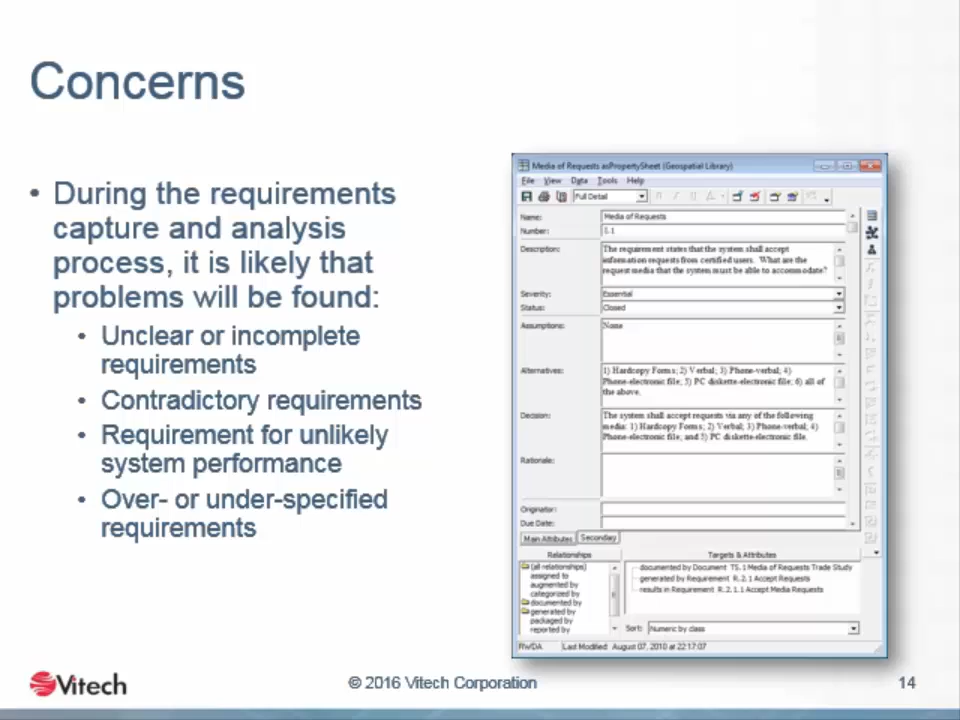 Concerns
• During the requirements
capture and analysis
process, it is likely that
problems will be found:
• Unclear or incomplete
requirements
• Contradictory requirements
• Requirement for unlikely
system performance
• Over- or under-specified
requirements
Media of Requests asPropertySheet (Geospatial Library)
File View Data Tools Help
Full Detail
Name: Media of Requests
Number: I.1
Description: The requirement states that the system shall accept
information requests from certified users. What are the
request media that the system must be able to accommodate?
Severity: Essential
Status: Closed
Assumptions: None
Alternatives: 1) Hardcopy Forms; 2) Verbal; 3) Phone-verbal; 4)
Phone-electronic file; 5) PC diskette-electronic file; 6) all of
the above.
Decision: The system shall accept requests via any of the following
media: 1) Hardcopy Forms; 2) Verbal; 3) Phone-verbal; 4)
Phone-electronic file; and 5) PC diskette-electronic file.
Rationale:
Originator:
Due Date:
Main Attributes Secondary
Relationships
(all relationships)
assigned to
augmented by
categorized by
documented by
generated by
packaged by
reported by
Targets & Attributes
documented by Document TS.1 Media of Requests Trade Study
generated by Requirement R.2.1 Accept Requests
results in Requirement R.2.1.1 Accept Media Requests
Sort: Numeric by class
RWDA Last Modified August 07, 2010 at 22:17:07
Vitech
© 2016 Vitech Corporation
14